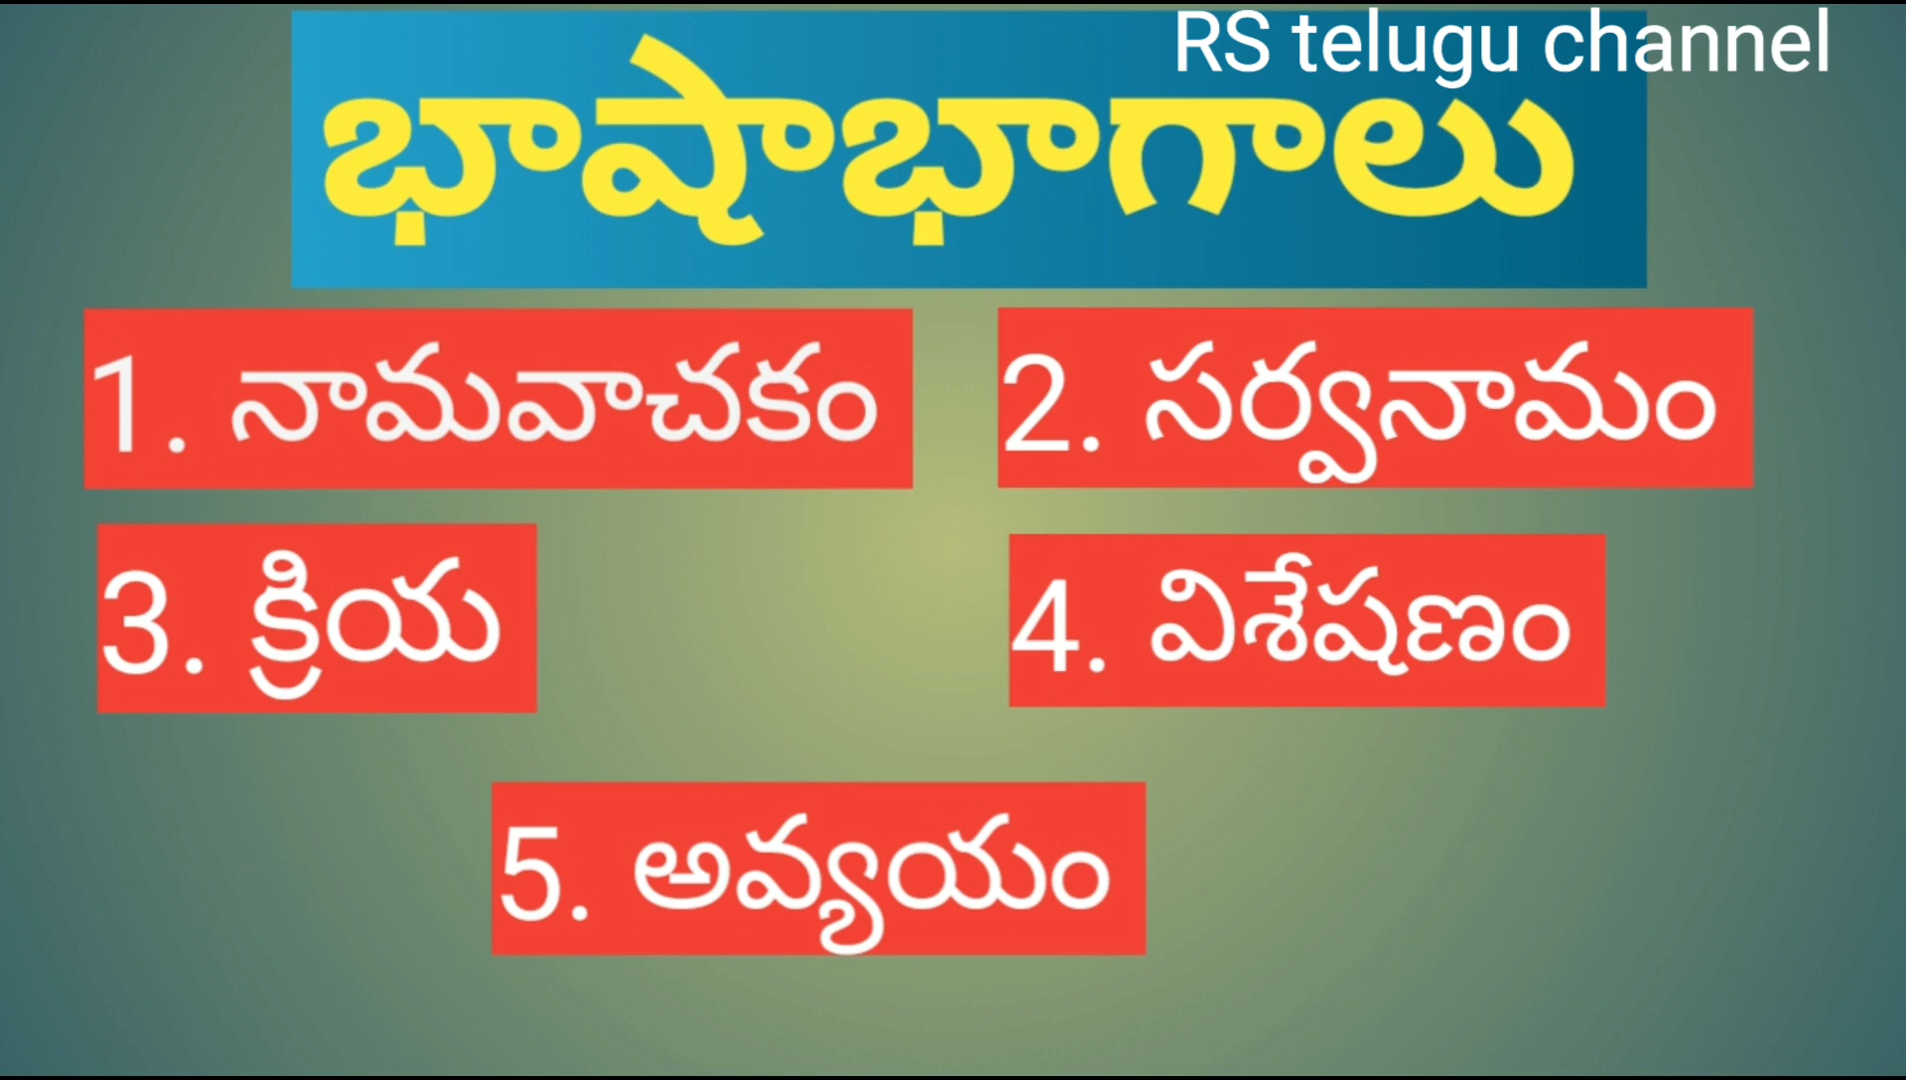 RS telugu channel
భాషాభాగాలు
1. నామవాచకం
2. సర్వనామం
3. క్రియ
4. విశేషణం
5. అవ్యయం